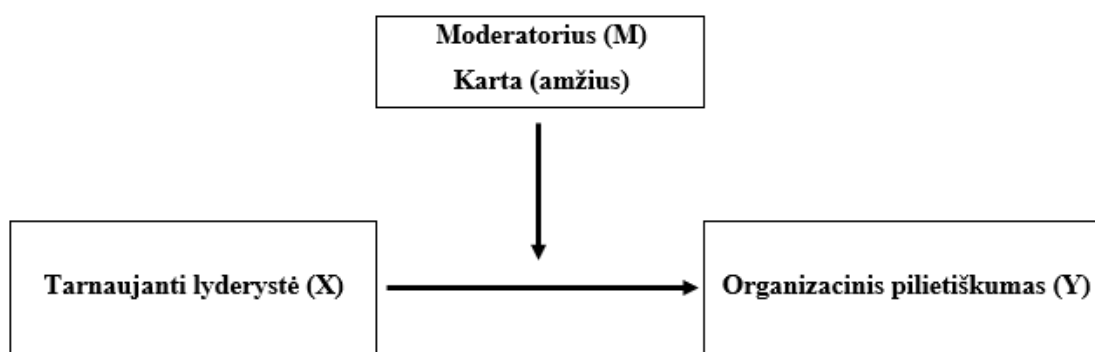 Moderatorius (M)
Karta (amžius)
Tarnaujanti lyderystė (X)
Organizacinis pilietiškumas (Y)